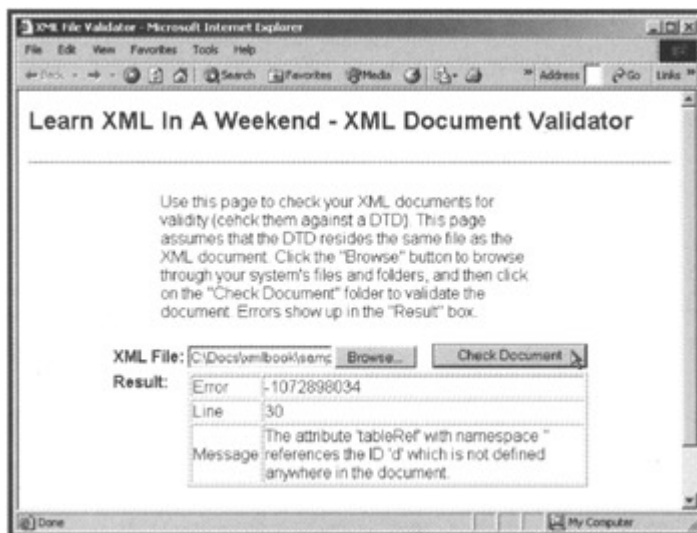 XML File Validator - Microsoft Internet Explorer
File Edit View Favorites Tools Help
Back Search Favorites Media Address Go Links
Learn XML In A Weekend - XML Document Validator
Use this page to check your XML documents for
validity (cehck them against a DTD). This page
assumes that the DTD resides the same file as the
XML document. Click the "Browse" button to browse
through your system's files and folders, and then click
on the "Check Document" folder to validate the
document. Errors show up in the "Result" box.
XML File: C:\Docs\xmlbook\samp Browse... Check Document
Result: Error -1072898034
Line 30
Message The attribute 'tableRef' with namespace ''
references the ID 'd' which is not defined
anywhere in the document.
Done My Computer